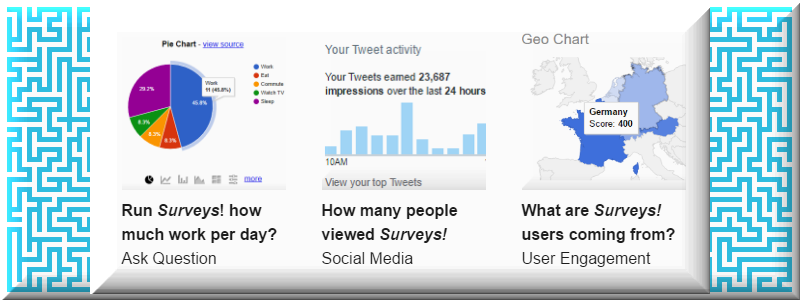 Pie Chart - view source
Work
Eat
Commute
Watch TV
Sleep
Work
11 (45.8%)
29.2%
45.8%
8.3%
8.3%
8.3%
more
Run Surveys! how
much work per day?
Ask Question
Your Tweet activity
Your Tweets earned 23,687
impressions over the last 24 hours
10AM
View your top Tweets
How many people
viewed Surveys!
Social Media
Geo Chart
Germany
Score: 400
What are Surveys!
users coming from?
User Engagement